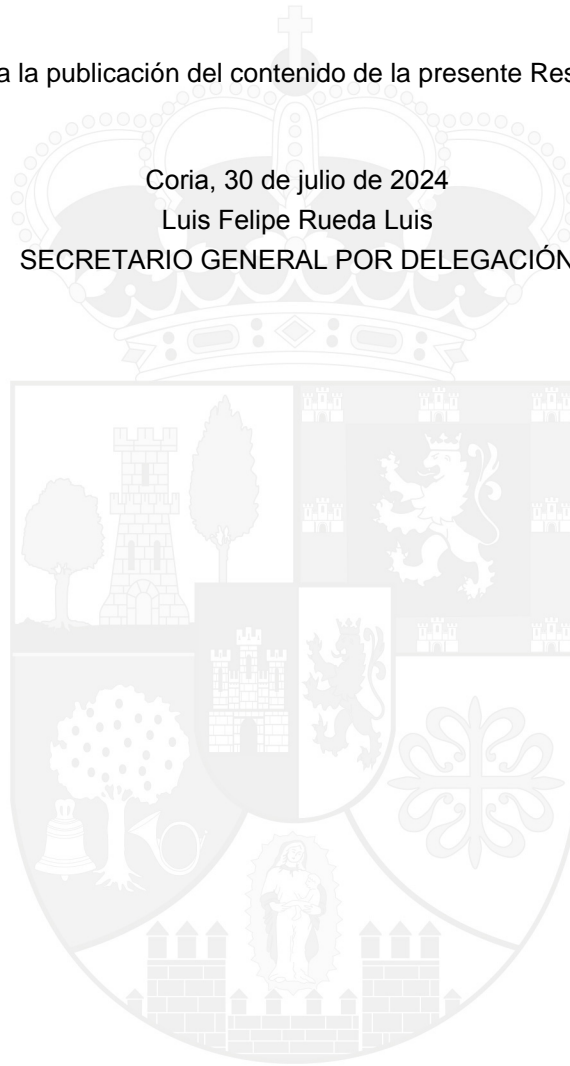 a la publicación del contenido de la presente Res
Coria, 30 de julio de 2024
Luis Felipe Rueda Luis
SECRETARIO GENERAL POR DELEGACIÓN